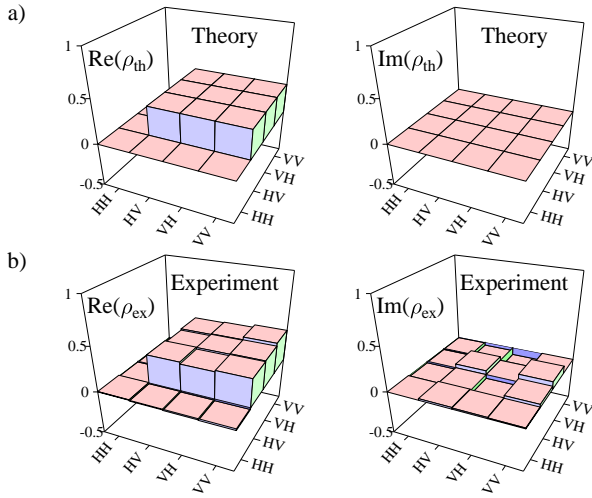 a)
Theory
Re(ρth)
1
0.5
0
-0.5
HH
HV
VH
VV
VV
VH
HV
HH
Theory
Im(ρth)
1
0.5
0
-0.5
HH
HV
VH
VV
VV
VH
HV
HH
b)
Experiment
Re(ρex)
1
0.5
0
-0.5
HH
HV
VH
VV
VV
VH
HV
HH
Experiment
Im(ρex)
1
0.5
0
-0.5
HH
HV
VH
VV
VV
VH
HV
HH